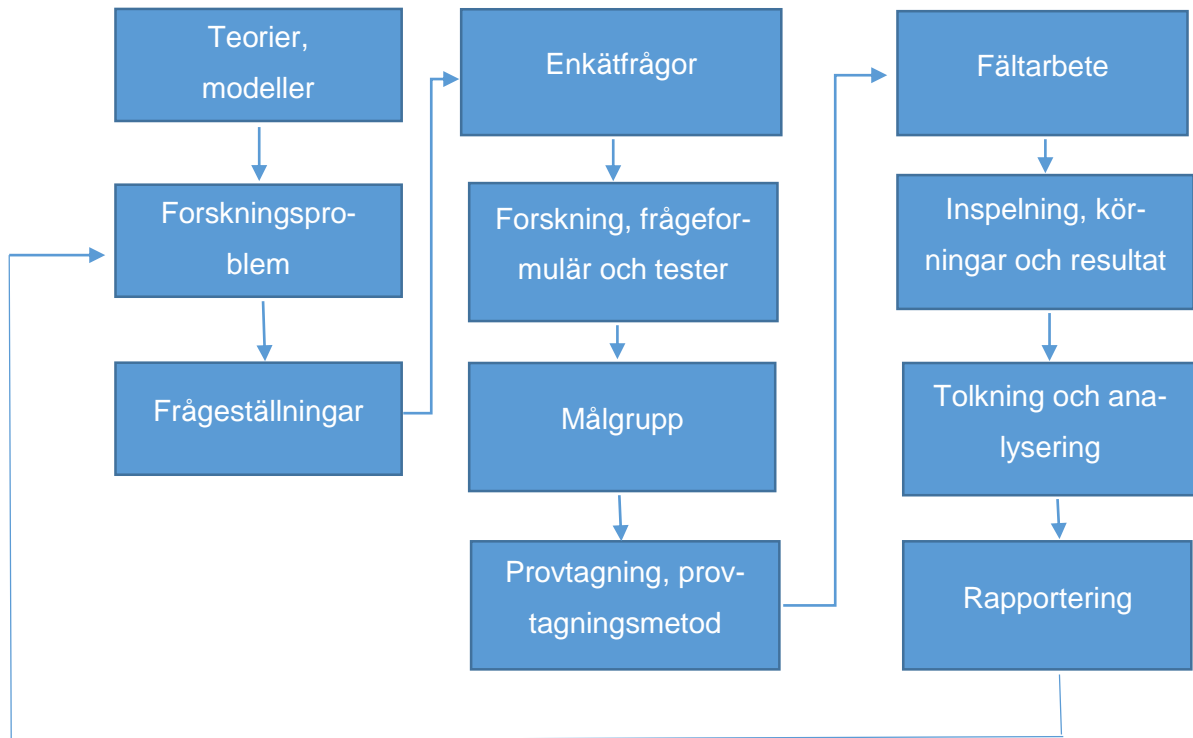 Teorier,
modeller
Forskningspro-
blem
Frågeställningar
Enkätfrågor
Forskning, frågefor-
mulär och tester
Målgrupp
Provtagning, prov-
tagningsmetod
Fältarbete
Inspelning, kör-
ningar och resultat
Tolkning och ana-
lysering
Rapportering